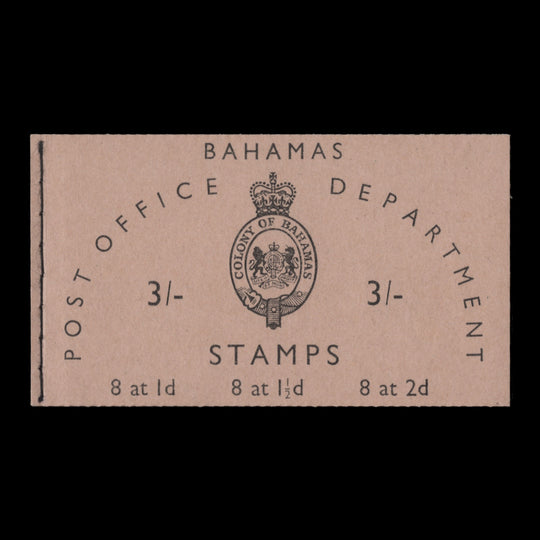 BAHAMAS
POST OFFICE DEPARTMENT
COLONY OF BAHAMAS
3/- 3/-
STAMPS
8 at 1d 8 at 1½d 8 at 2d